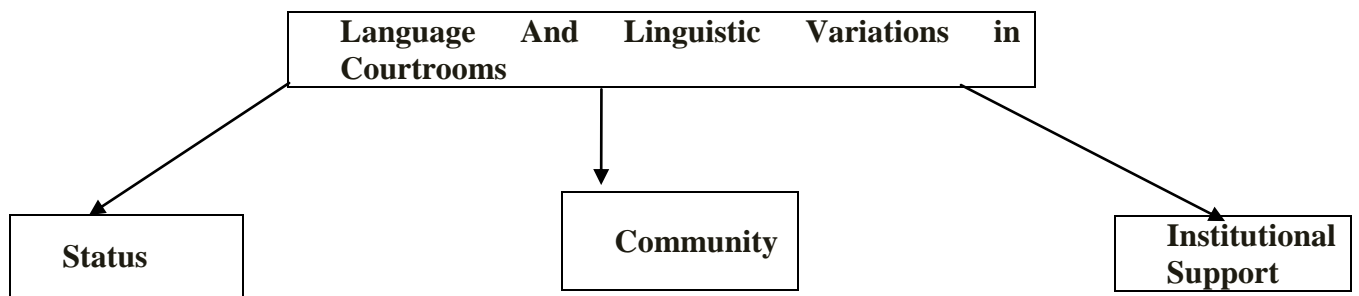 Language And Linguistic Variations in
Courtrooms
Status
Community
Institutional
Support